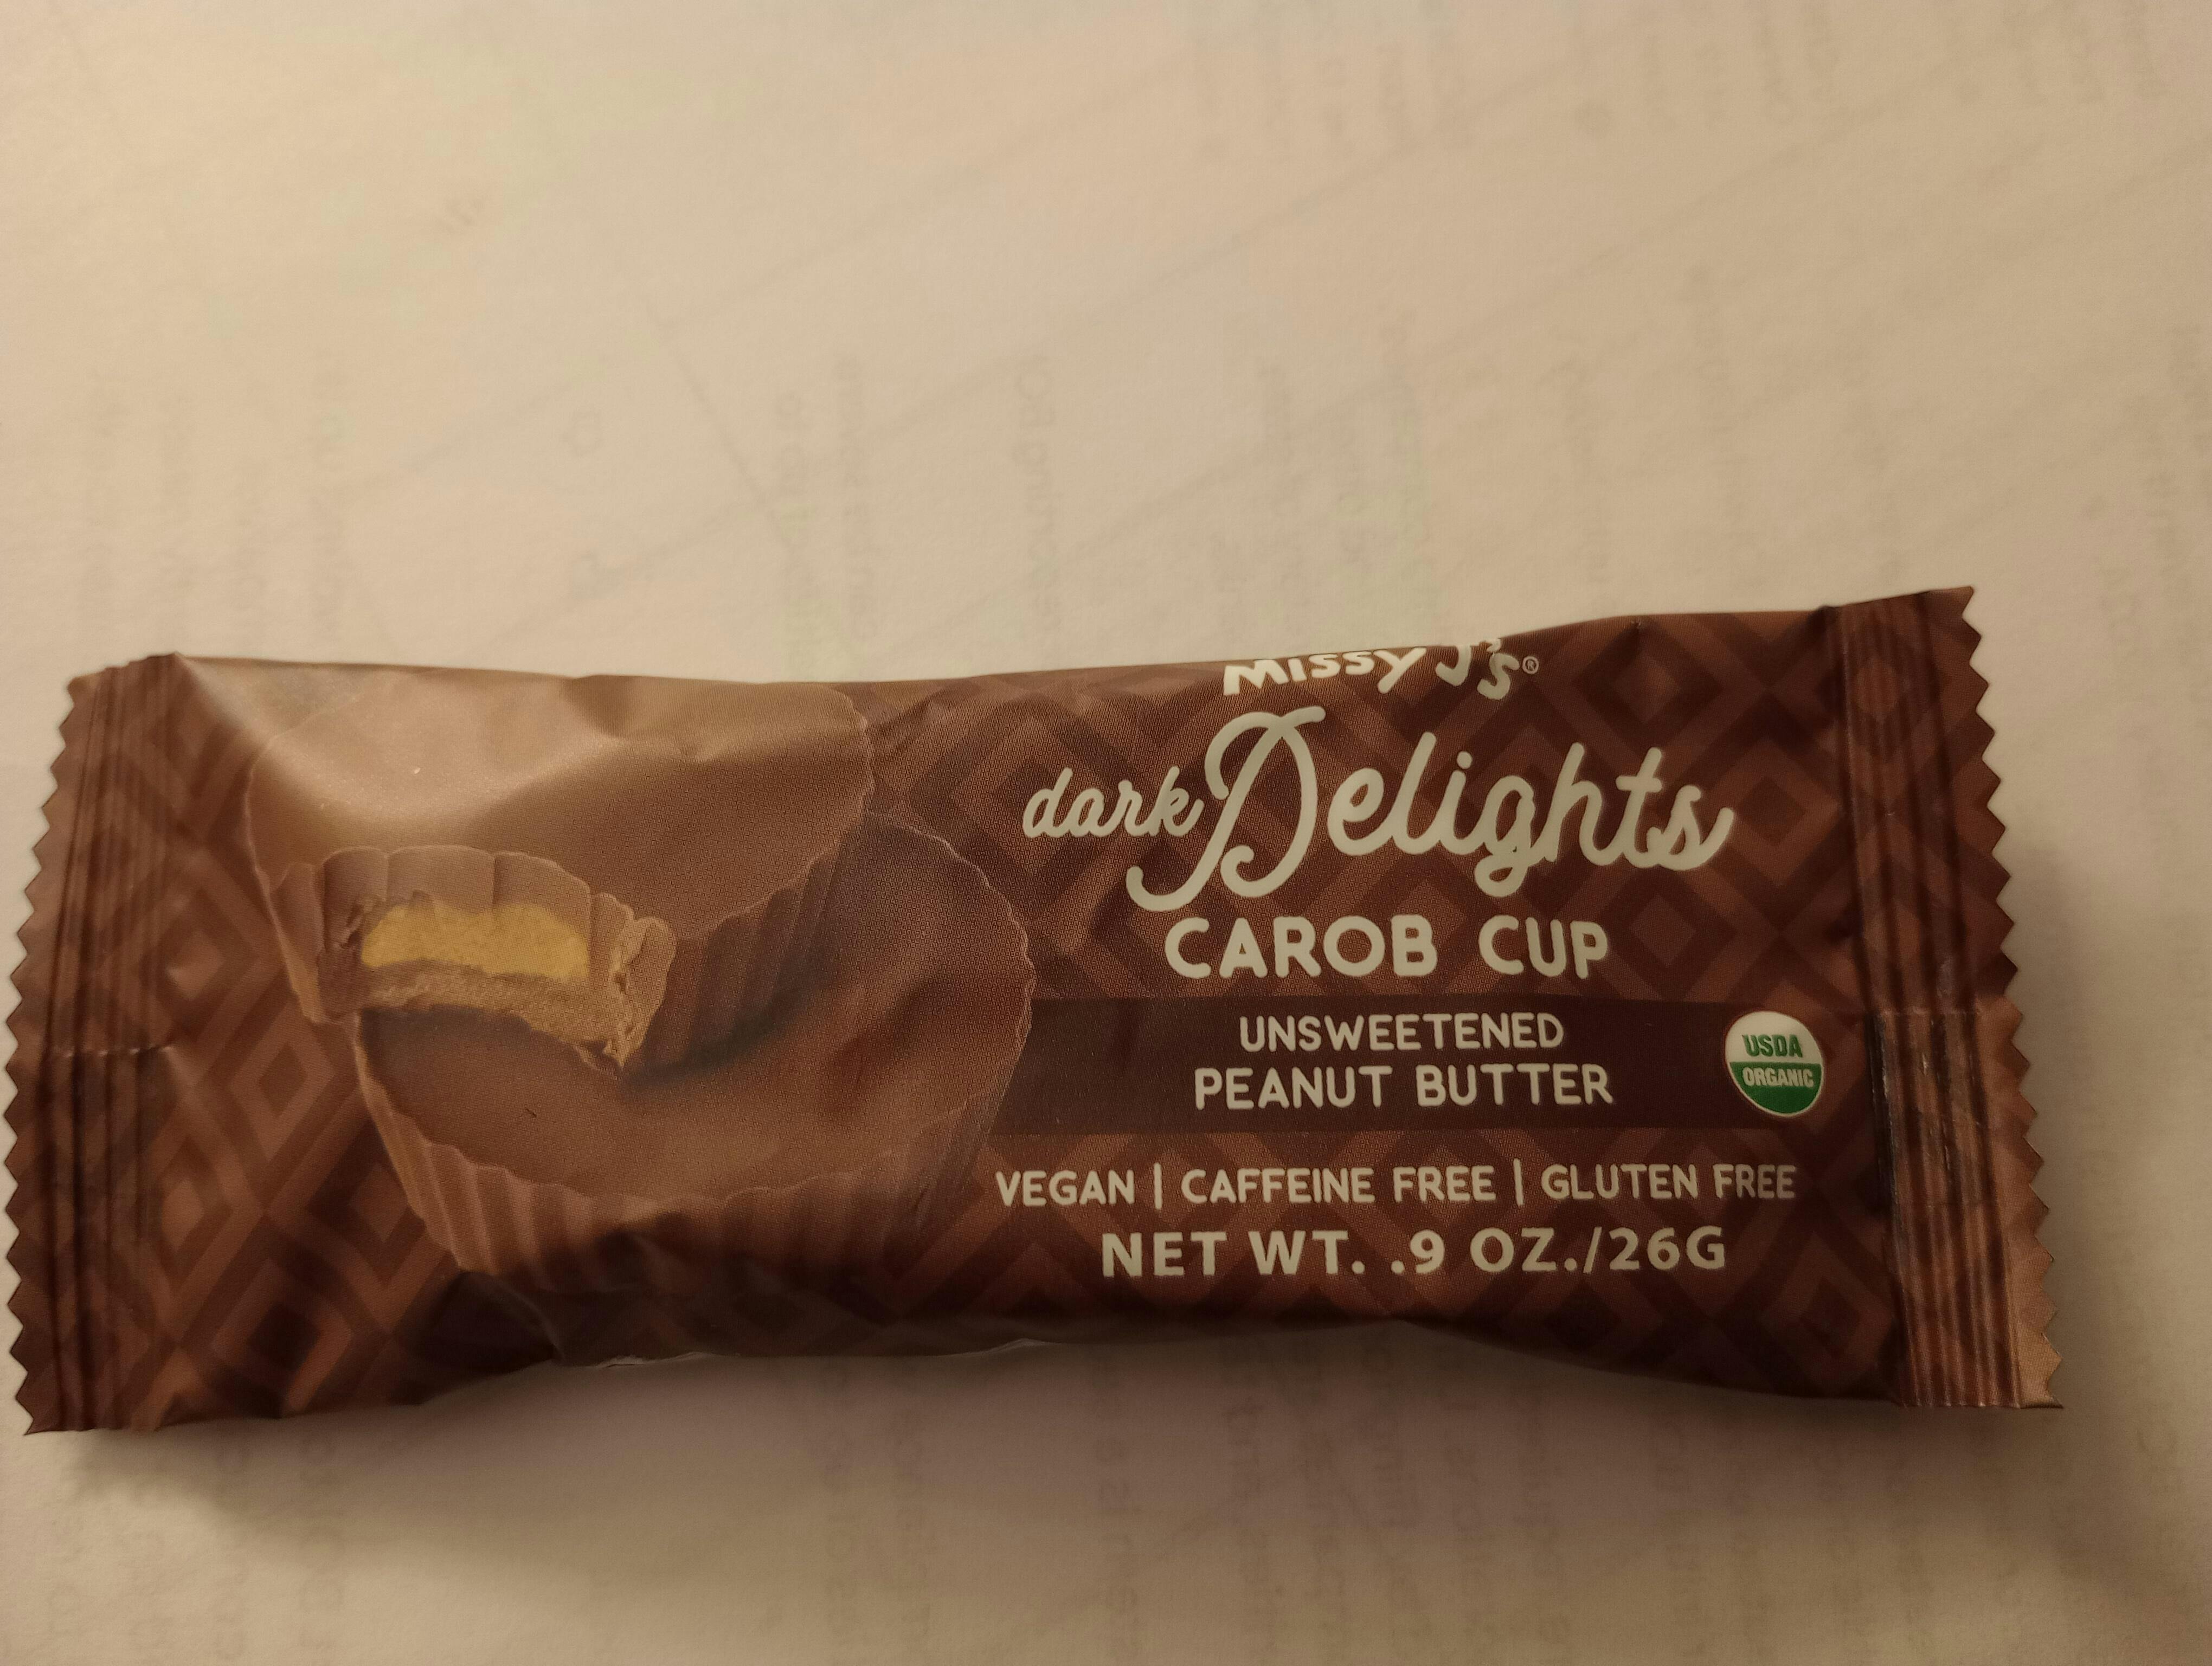 Missy J's®
dark Delights
CAROB CUP
UNSWEETENED
PEANUT BUTTER
USDA
ORGANIC
VEGAN | CAFFEINE FREE | GLUTEN FREE
NET WT. .9 OZ./26G